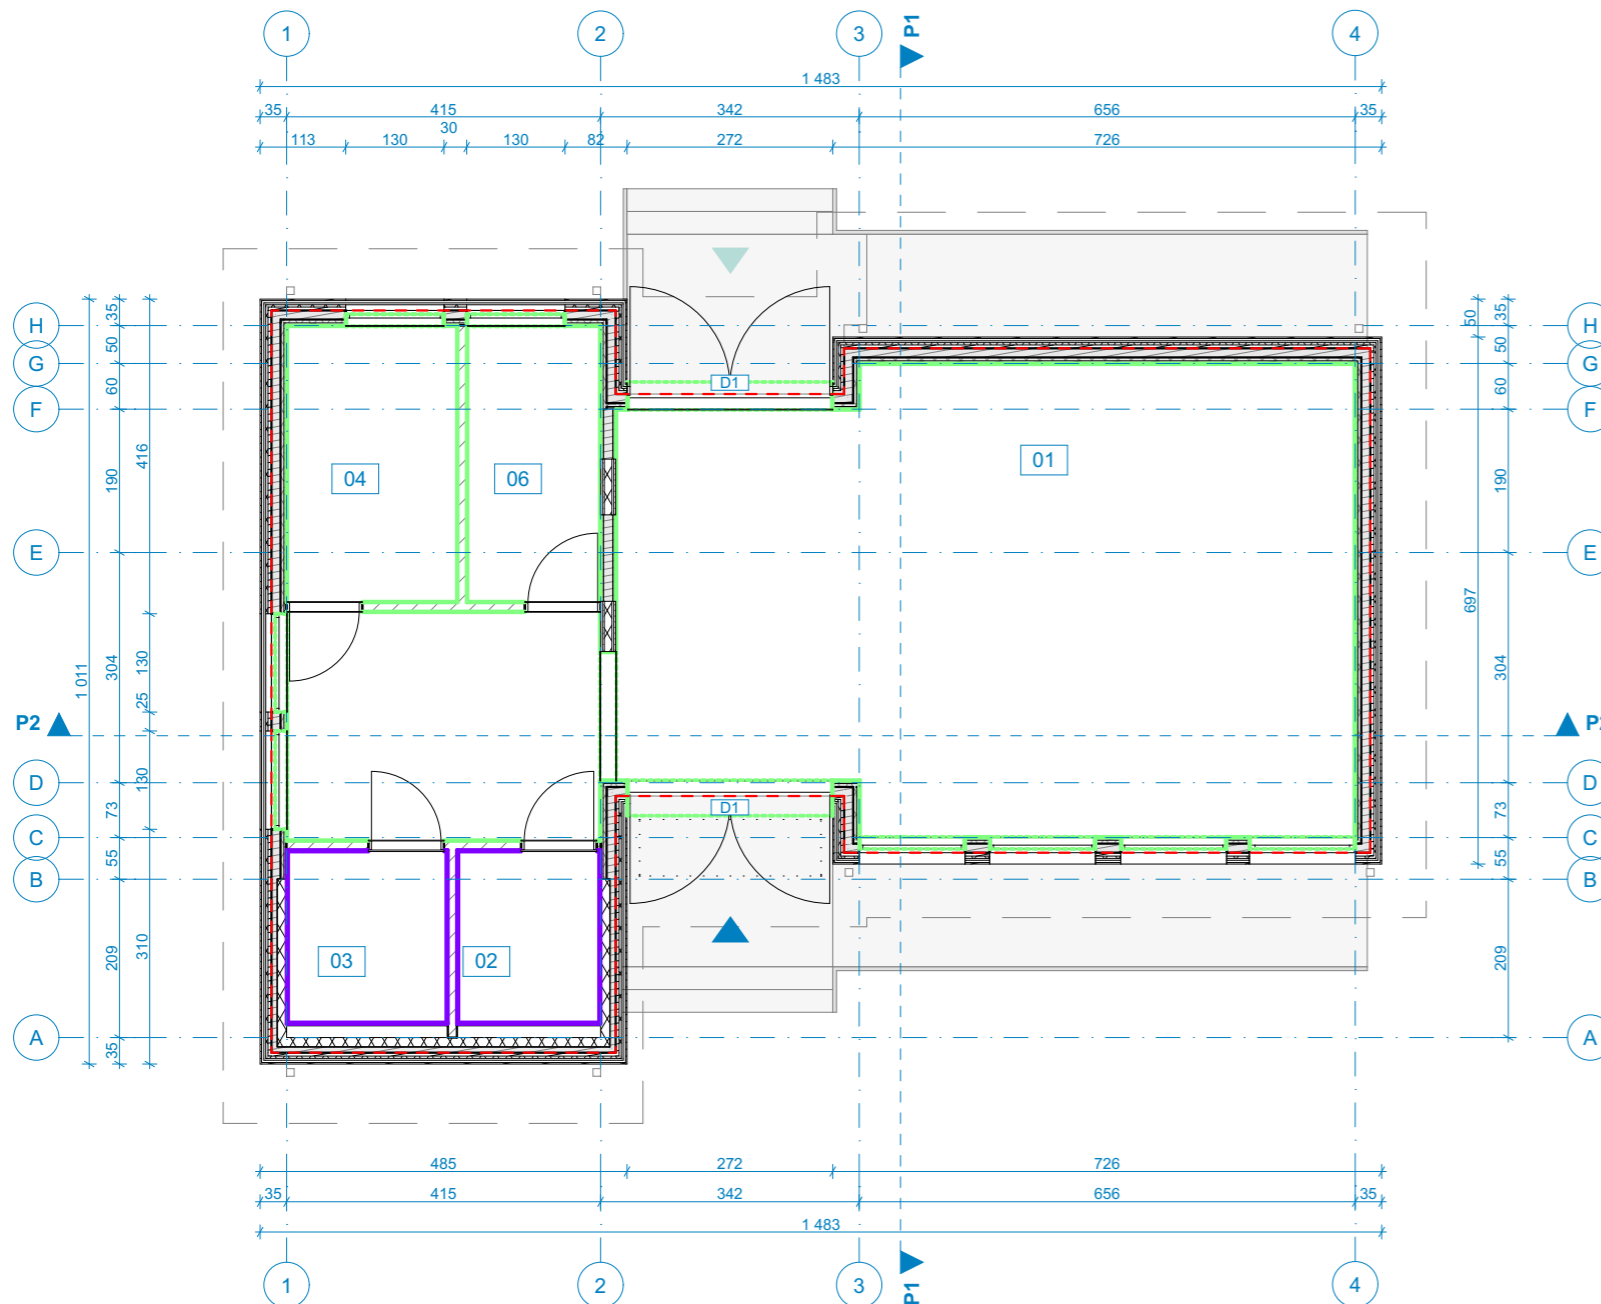 1 2 3 P1 4
1 483
35 415 342 656 35
30
113 130 130 82 272 726
H 35 50 35 H
G 50 50 G
60 60
F D1 F
416 01
190 04 06 190
E E
697
1 011 304 130 304
25
P2 P2
130
D D
73 D1 73
C C
55 55
B B
209 310 03 02 209
A A
35
485 272 726
35 415 342 656 35
1 483
1 2 3 P1 4